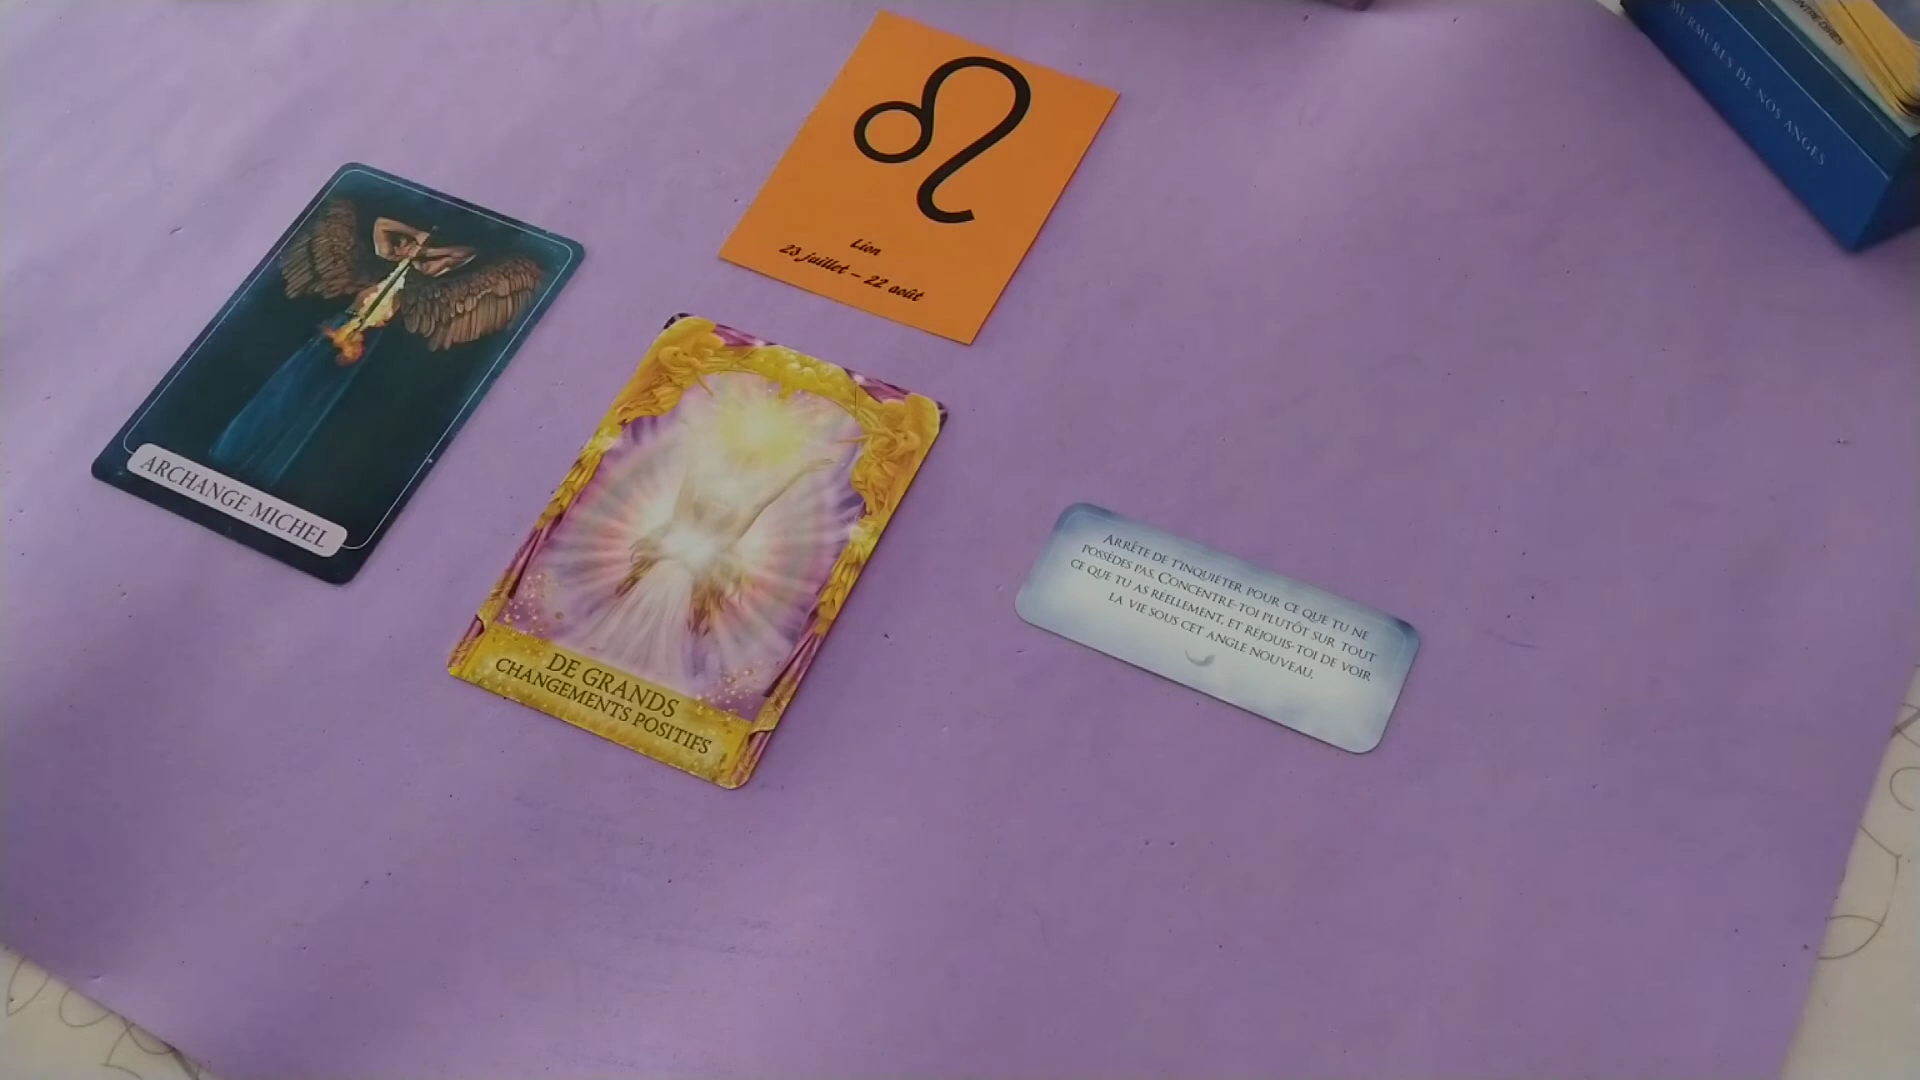 Lion
23 juillet – 22 août
MURMURES DE NOS ANGES
ARCHANGE MICHEL
DE GRANDS
CHANGEMENTS POSITIFS
ARRÊTE DE T'INQUIÉTER POUR CE QUE TU NE
POSSÈDES PAS. CONCENTRE-TOI PLUTÔT SUR TOUT
CE QUE TU AS RÉELLEMENT, ET RÉJOUIS-TOI DE VOIR
LA VIE SOUS CET ANGLE NOUVEAU.